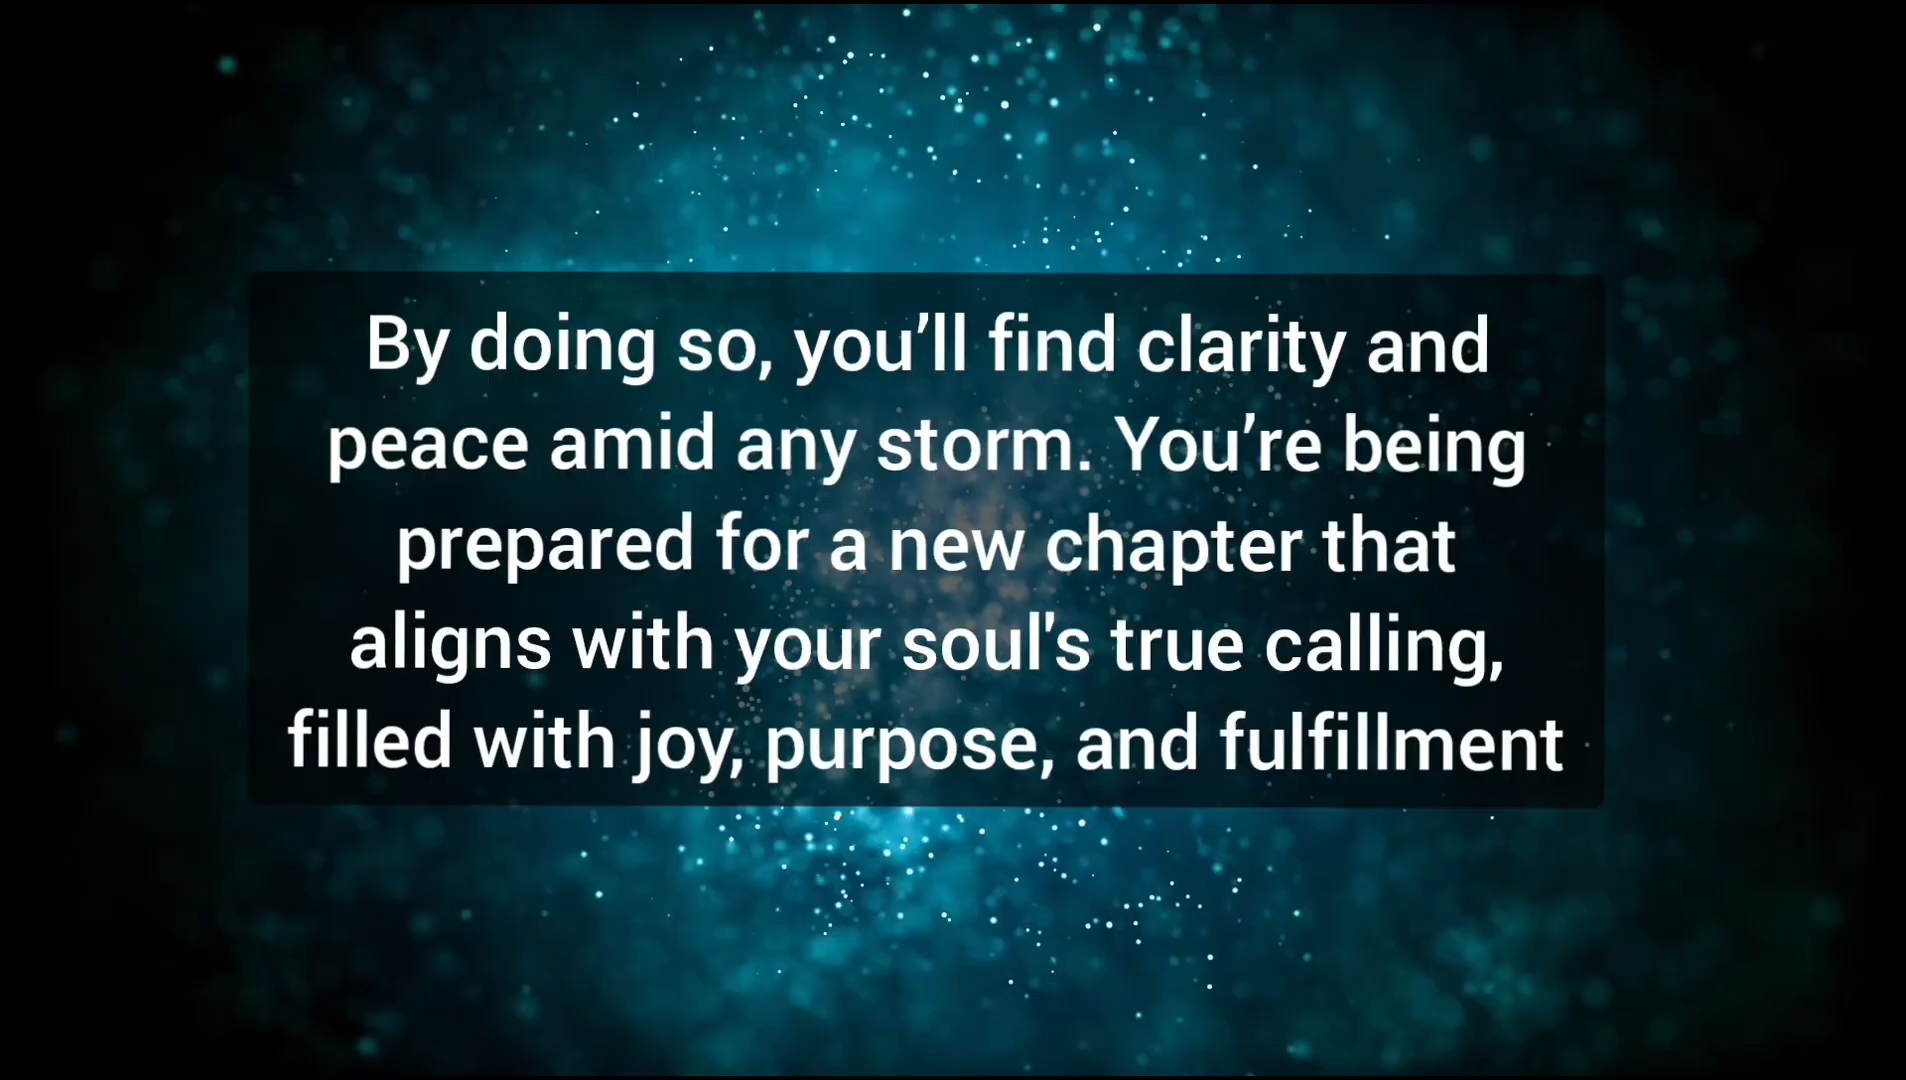 By doing so, you’ll find clarity and
peace amid any storm. You’re being
prepared for a new chapter that
aligns with your soul's true calling,
filled with joy, purpose, and fulfillment